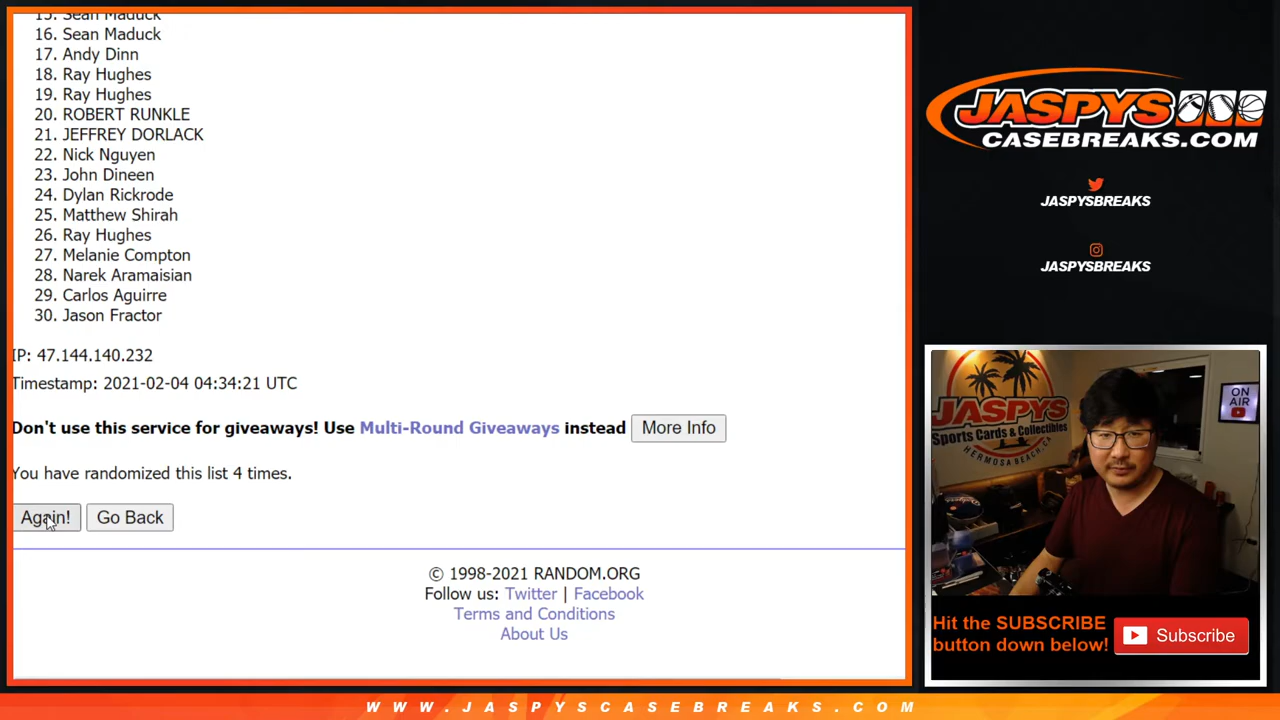 15. Sean Maduck
16. Sean Maduck
17. Andy Dinn
18. Ray Hughes
19. Ray Hughes
20. ROBERT RUNKLE
21. JEFFREY DORLACK
22. Nick Nguyen
23. John Dineen
24. Dylan Rickrode
25. Matthew Shirah
26. Ray Hughes
27. Melanie Compton
28. Narek Aramaisian
29. Carlos Aguirre
30. Jason Fractor
IP: 47.144.140.232
Timestamp: 2021-02-04 04:34:21 UTC
Don't use this service for giveaways! Use Multi-Round Giveaways instead More Info
You have randomized this list 4 times.
Again! Go Back
© 1998-2021 RANDOM.ORG
Follow us: Twitter | Facebook
Terms and Conditions
About Us
JASPYS
CASEBREAKS.COM
JASPYSBREAKS
JASPYSBREAKS
JASPYS
Sports Cards & Collectibles
HERMOSA BEACH, CA
ON
AIR
Hit the SUBSCRIBE
button down below!
Subscribe
WWW.JASPYSCASEBREAKS.COM